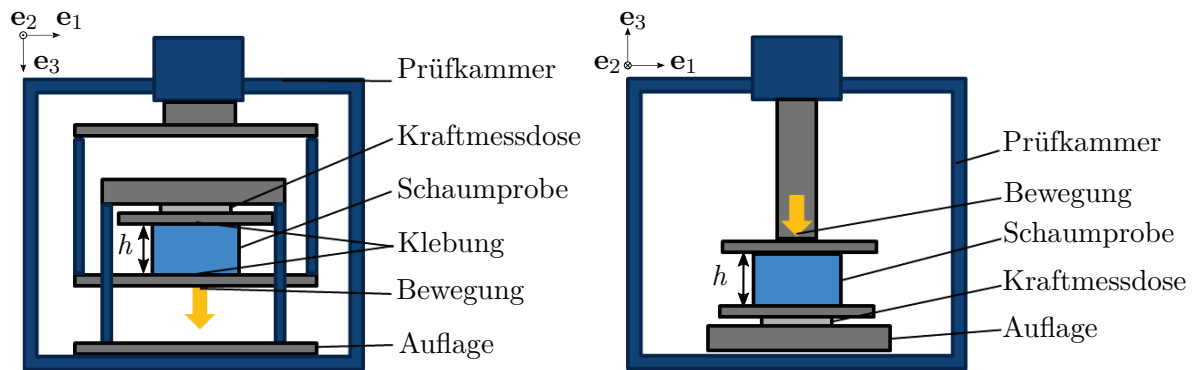 e₂ e₁
e₃
Prüfkammer
Kraftmessdose
Schaumprobe
h
Klebung
Bewegung
Auflage
e₃
e₂ e₁
Prüfkammer
Bewegung
Schaumprobe
h
Kraftmessdose
Auflage